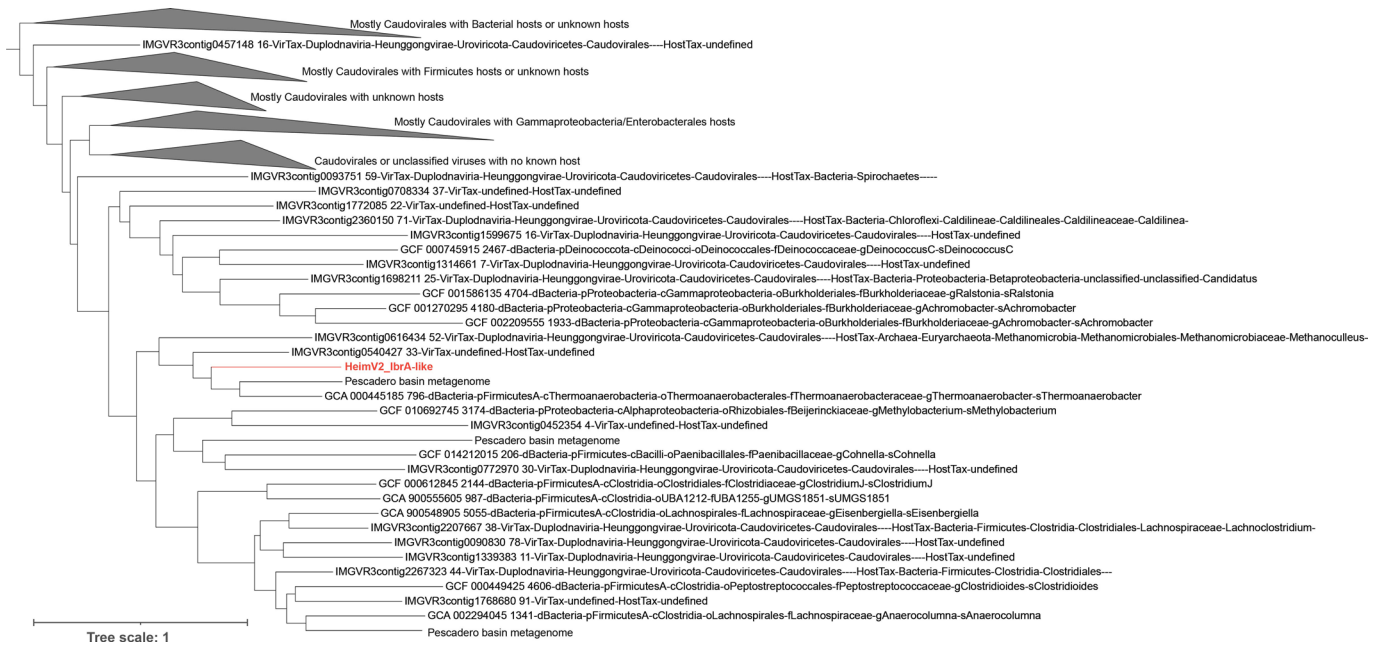 Mostly Caudovirales with Bacterial hosts or unknown hosts
IMGVR3contig0457148 16-VirTax-Duplodnaviria-Heunggongvirae-Uroviricota-Caudoviricetes-Caudovirales----HostTax-undefined
Mostly Caudovirales with Firmicutes hosts or unknown hosts
Mostly Caudovirales with unknown hosts
Mostly Caudovirales with Gammaproteobacteria/Enterobacterales hosts
Caudovirales or unclassified viruses with no known host
IMGVR3contig0093751 59-VirTax-Duplodnaviria-Heunggongvirae-Uroviricota-Caudoviricetes-Caudovirales----HostTax-Bacteria-Spirochaetes-----
IMGVR3contig0708334 37-VirTax-undefined-HostTax-undefined
IMGVR3contig1772085 22-VirTax-undefined-HostTax-undefined
IMGVR3contig2360150 71-VirTax-Duplodnaviria-Heunggongvirae-Uroviricota-Caudoviricetes-Caudovirales----HostTax-Bacteria-Chloroflexi-Caldilineae-Caldilineales-Caldilineaceae-Caldilinea-
IMGVR3contig1599675 16-VirTax-Duplodnaviria-Heunggongvirae-Uroviricota-Caudoviricetes-Caudovirales----HostTax-undefined
GCF 000745915 2467-dBacteria-pDeinococcota-cDeinococci-oDeinococcales-fDeinococcaceae-gDeinococcusC-sDeinococcusC
IMGVR3contig1314661 7-VirTax-Duplodnaviria-Heunggongvirae-Uroviricota-Caudoviricetes-Caudovirales----HostTax-undefined
IMGVR3contig1698211 25-VirTax-Duplodnaviria-Heunggongvirae-Uroviricota-Caudoviricetes-Caudovirales----HostTax-Bacteria-Proteobacteria-Betaproteobacteria-unclassified-unclassified-Candidatus
GCF 001586135 4704-dBacteria-pProteobacteria-cGammaproteobacteria-oBurkholderiales-fBurkholderiaceae-gRalstonia-sRalstonia
GCF 001270295 4180-dBacteria-pProteobacteria-cGammaproteobacteria-oBurkholderiales-fBurkholderiaceae-gAchromobacter-sAchromobacter
GCF 002209555 1933-dBacteria-pProteobacteria-cGammaproteobacteria-oBurkholderiales-fBurkholderiaceae-gAchromobacter-sAchromobacter
IMGVR3contig0616434 52-VirTax-Duplodnaviria-Heunggongvirae-Uroviricota-Caudoviricetes-Caudovirales----HostTax-Archaea-Euryarchaeota-Methanomicrobia-Methanomicrobiales-Methanomicrobiaceae-Methanoculleus-
IMGVR3contig0540427 33-VirTax-undefined-HostTax-undefined
HeimV2_IbrA-like
Pescadero basin metagenome
GCA 000445185 796-dBacteria-pFirmicutesA-cThermoanaerobacteria-oThermoanaerobacterales-fThermoanaerobacteraceae-gThermoanaerobacter-sThermoanaerobacter
GCF 010692745 3174-dBacteria-pProteobacteria-cAlphaproteobacteria-oRhizobiales-fBeijerinckiaceae-gMethylobacterium-sMethylobacterium
IMGVR3contig0452354 4-VirTax-undefined-HostTax-undefined
Pescadero basin metagenome
GCF 014212015 206-dBacteria-pFirmicutes-cBacilli-oPaenibacillales-fPaenibacillaceae-gCohnella-sCohnella
IMGVR3contig0772970 30-VirTax-Duplodnaviria-Heunggongvirae-Uroviricota-Caudoviricetes-Caudovirales----HostTax-undefined
GCF 000612845 2144-dBacteria-pFirmicutesA-cClostridia-oClostridiales-fClostridiaceae-gClostridiumJ-sClostridiumJ
GCA 900555605 987-dBacteria-pFirmicutesA-cClostridia-oUBA1212-fUBA1255-gUMGS1851-sUMGS1851
GCA 900548905 5055-dBacteria-pFirmicutesA-cClostridia-oLachnospirales-fLachnospiraceae-gEisenbergiella-sEisenbergiella
IMGVR3contig2207667 38-VirTax-Duplodnaviria-Heunggongvirae-Uroviricota-Caudoviricetes-Caudovirales----HostTax-Bacteria-Firmicutes-Clostridia-Clostridiales-Lachnospiraceae-Lachnoclostridium-
IMGVR3contig0090830 78-VirTax-Duplodnaviria-Heunggongvirae-Uroviricota-Caudoviricetes-Caudovirales----HostTax-undefined
IMGVR3contig1339383 11-VirTax-Duplodnaviria-Heunggongvirae-Uroviricota-Caudoviricetes-Caudovirales----HostTax-undefined
IMGVR3contig2267323 44-VirTax-Duplodnaviria-Heunggongvirae-Uroviricota-Caudoviricetes-Caudovirales----HostTax-Bacteria-Firmicutes-Clostridia-Clostridiales---
GCF 000449425 4606-dBacteria-pFirmicutesA-cClostridia-oPeptostreptococcales-fPeptostreptococcaceae-gClostridioides-sClostridioides
IMGVR3contig1768680 91-VirTax-undefined-HostTax-undefined
GCA 002294045 1341-dBacteria-pFirmicutesA-cClostridia-oLachnospirales-fLachnospiraceae-gAnaerocolumna-sAnaerocolumna
Pescadero basin metagenome
Tree scale: 1